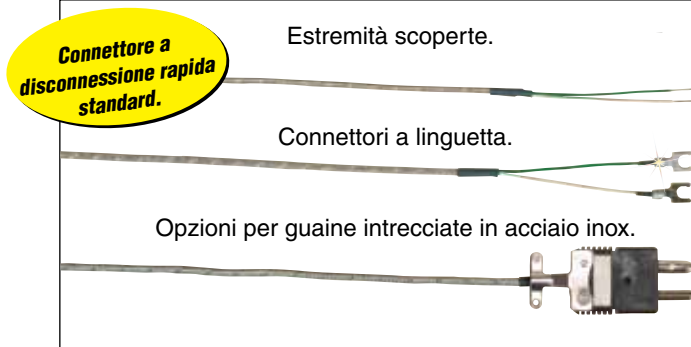 Connettore a
disconnessione rapida
standard.
Estremità scoperte.
Connettori a linguetta.
Opzioni per guaine intrecciate in acciaio inox.